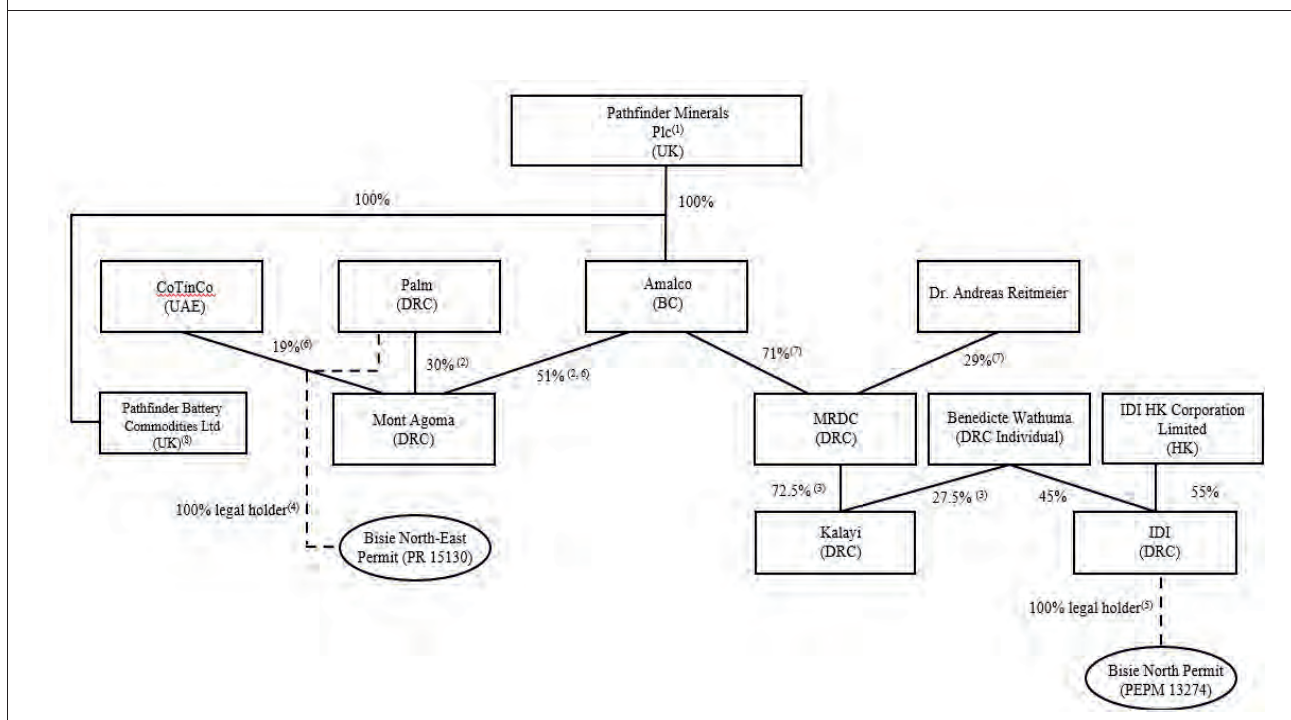 Pathfinder Minerals
Plc(1)
(UK)
100%
100%
CoTinCo
(UAE)
Palm
(DRC)
Amalco
(BC)
Dr. Andreas Reitmeier
19%(6)
30% (2)
51% (2, 6)
71%(7)
29%(7)
Pathfinder Battery
Commodities Ltd
(UK)(8)
Mont Agoma
(DRC)
MRDC
(DRC)
Benedicte Wathuma
(DRC Individual)
IDI HK Corporation
Limited
(HK)
72.5% (3)
27.5% (3)
45%
55%
100% legal holder(4)
Bisie North-East
Permit (PR 15130)
Kalayi
(DRC)
IDI
(DRC)
100% legal holder(5)
Bisie North Permit
(PEPM 13274)